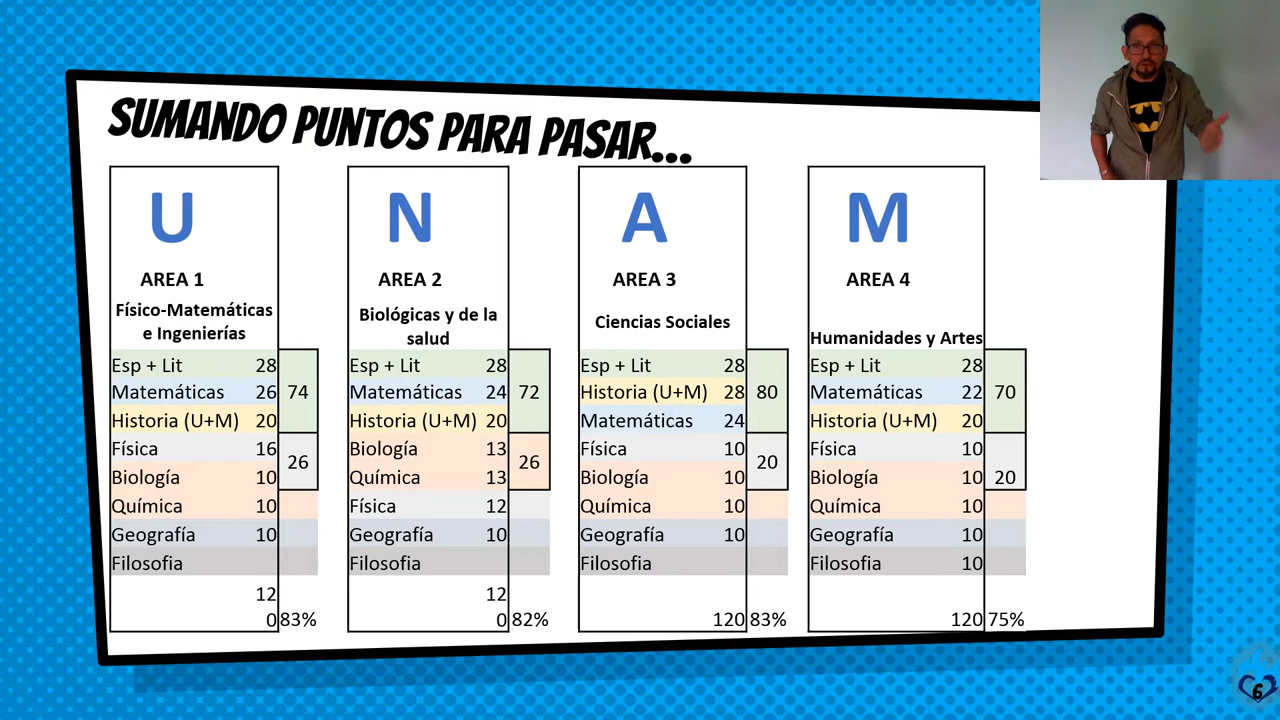 SUMANDO PUNTOS PARA PASAR...
U
AREA 1
Físico-Matemáticas
e Ingenierías
Esp + Lit 28
Matemáticas 26
Historia (U+M) 20
74
Física 16
Biología 10
26
Química 10
Geografía 10
Filosofia
12
0 83%
N
AREA 2
Biológicas y de la
salud
Esp + Lit 28
Matemáticas 24
Historia (U+M) 20
72
Biología 13
Química 13
26
Física 12
Geografía 10
Filosofia
12
0 82%
A
AREA 3
Ciencias Sociales
Esp + Lit 28
Historia (U+M) 28
Matemáticas 24
80
Física 10
Biología 10
20
Química 10
Geografía 10
Filosofia
120 83%
M
AREA 4
Humanidades y Artes
Esp + Lit 28
Matemáticas 22
Historia (U+M) 20
70
Física 10
Biología 10
20
Química 10
Geografía 10
Filosofia 10
120 75%
6